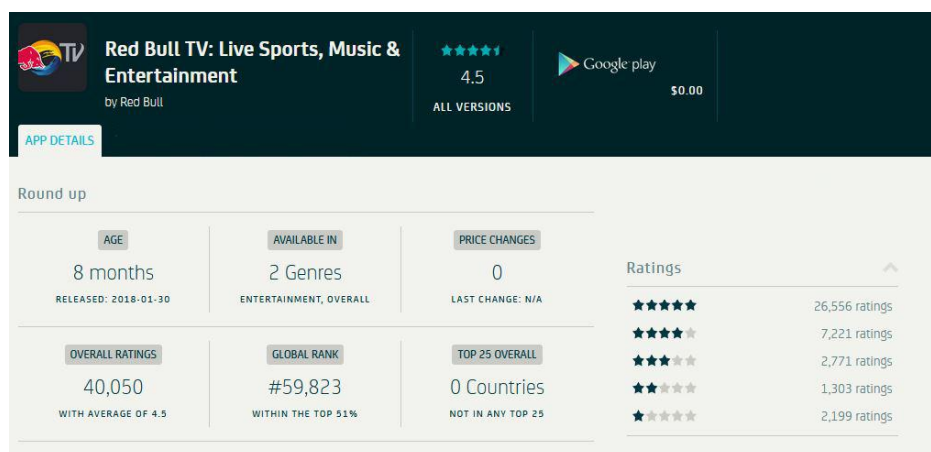 TV
Red Bull TV: Live Sports, Music &
Entertainment
by Red Bull
4.5
ALL VERSIONS
Google play
$0.00
APP DETAILS
Round up
AGE
8 months
RELEASED: 2018-01-30
AVAILABLE IN
2 Genres
ENTERTAINMENT, OVERALL
PRICE CHANGES
0
LAST CHANGE: N/A
OVERALL RATINGS
40,050
WITH AVERAGE OF 4.5
GLOBAL RANK
#59,823
WITHIN THE TOP 51%
TOP 25 OVERALL
0 Countries
NOT IN ANY TOP 25
Ratings
26,556 ratings
7,221 ratings
2,771 ratings
1,303 ratings
2,199 ratings